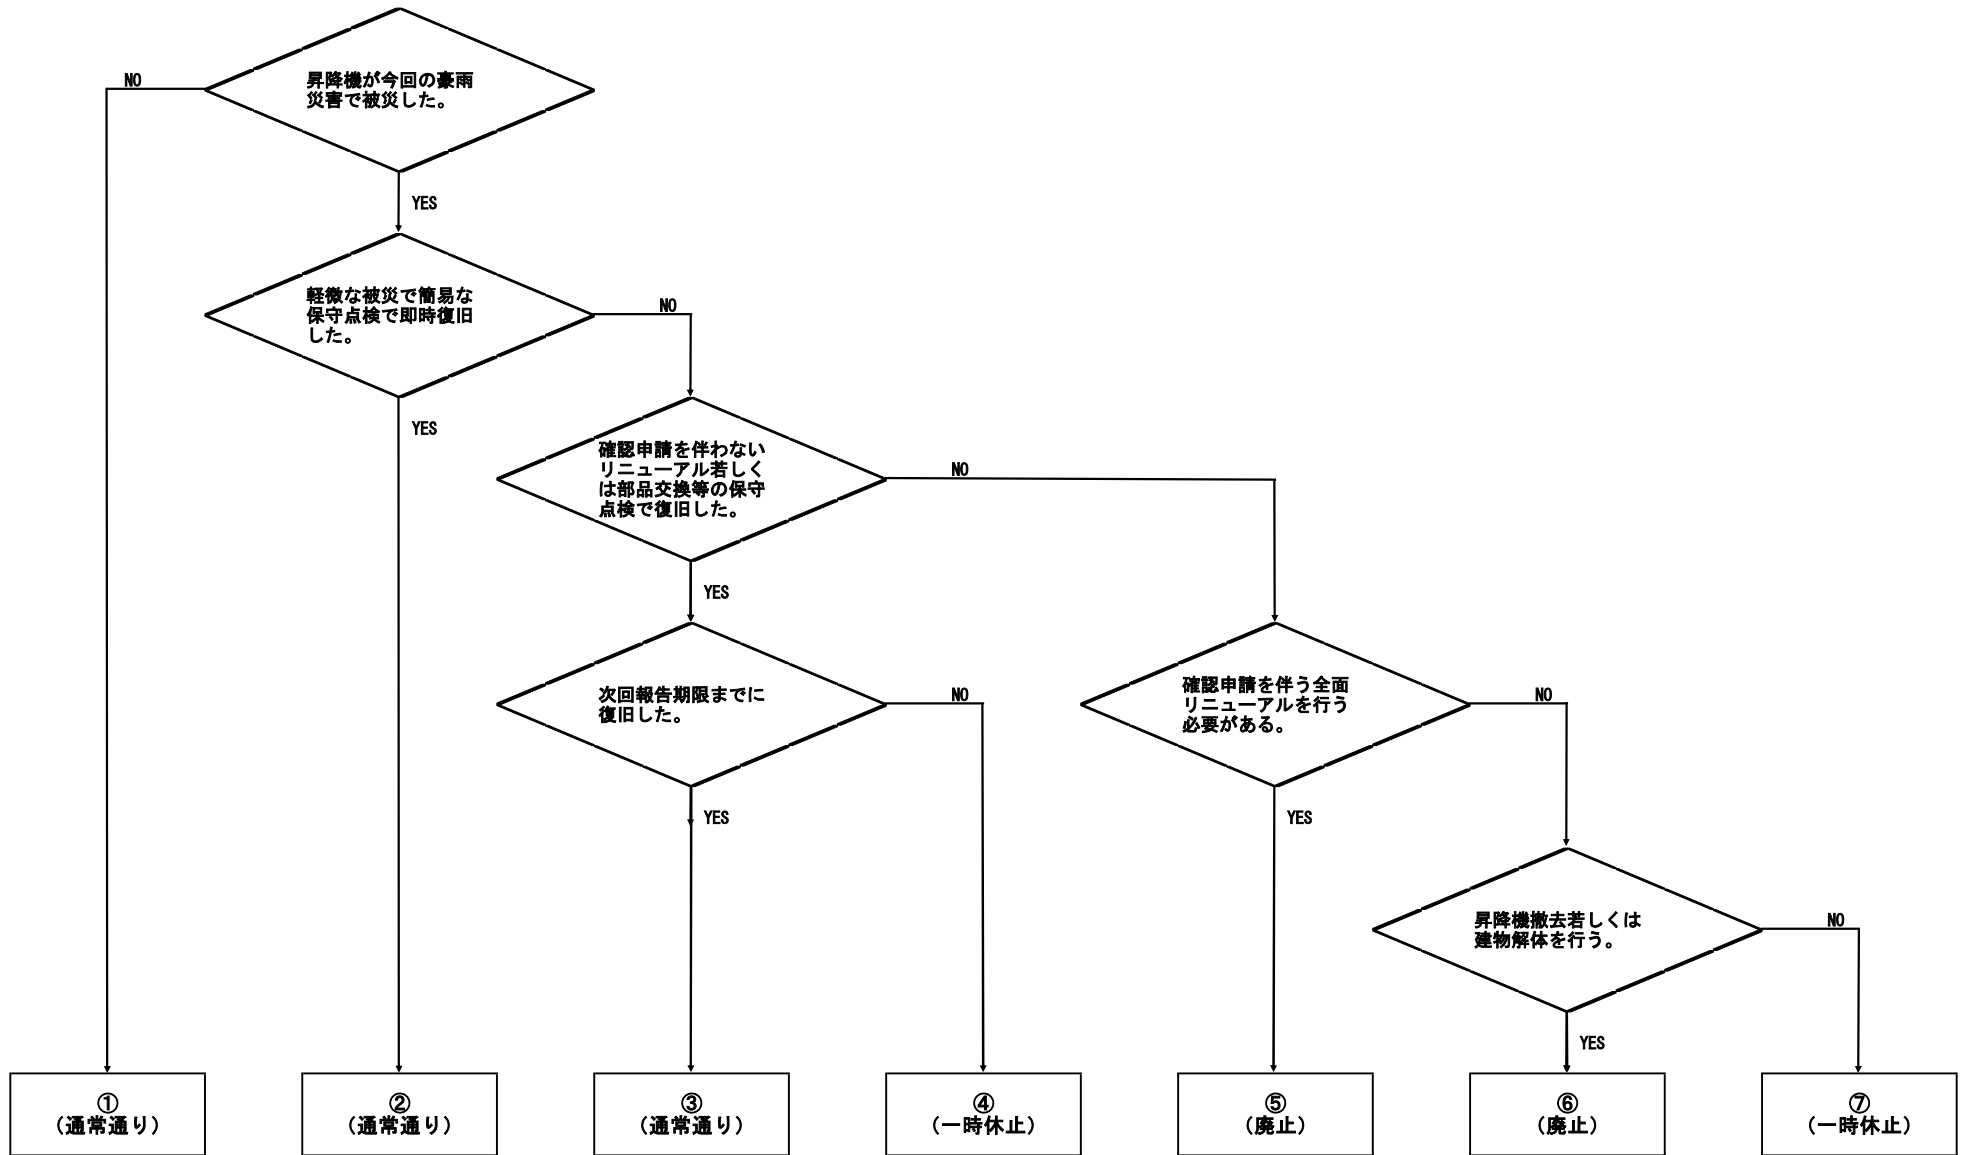 NO
昇降機が今回の豪雨
災害で被災した。
YES
軽微な被災で簡易な
保守点検で即時復旧
した。
NO
YES
確認申請を伴わない
リニューアル若しく
は部品交換等の保守
点検で復旧した。
NO
YES
次回報告期限までに
復旧した。
NO
確認申請を伴う全面
リニューアルを行う
必要がある。
NO
YES
YES
昇降機撤去若しくは
建物解体を行う。
NO
YES
①
（通常通り）
②
（通常通り）
③
（通常通り）
④
（一時休止）
⑤
（廃止）
⑥
（廃止）
⑦
（一時休止）